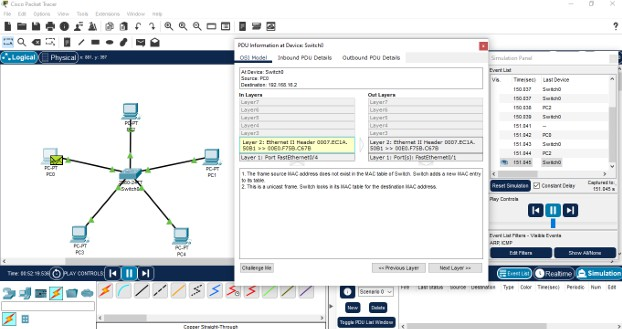 Cisco Packet Tracer
File Edit Options View Tools Extensions Window Help
Logical Physical x: 381, y: 397
PC-PT
PC-PT
PC0
PC-PT
PC1
Switch0
PC-PT
PC3
PC-PT
PC4
PDU Information at Device: Switch0
OSI Model Inbound PDU Details Outbound PDU Details
At Device: Switch0
Source: PC0
Destination: 192.168.18.2
In Layers Out Layers
Layer7 Layer7
Layer6 Layer6
Layer5 Layer5
Layer4 Layer4
Layer3 Layer3
Layer 2: Ethernet II Header 0007.EC1A. Layer 2: Ethernet II Header 0007.EC1A.
50B1 >> 00E0.F75B.C67B 50B1 >> 00E0.F75B.C67B
Layer 1: Port FastEthernet0/4 Layer 1: Port(s): FastEthernet5/1
1. The frame source MAC address does not exist in the MAC table of Switch. Switch adds a new MAC entry
to its table.
2. This is a unicast frame. Switch looks in its MAC table for the destination MAC address.
Challenge Me << Previous Layer Next Layer >>
Simulation Panel
Event List
Vis. Time(sec) Last Device
150.037 Switch0
150.037 Switch0
150.038 PC2
150.039 Switch0
151.041 --
151.043 PC0
151.044 Switch0
151.044 PC2
151.045 Switch0
Reset Simulation Constant Delay Captured to:
151.045 s
Play Controls
Event List Filters - Visible Events
ARP, ICMP
Edit Filters Show All/None
Time: 00:52:19.536 PLAY CONTROLS:
Event List Realtime Simulation
Scenario 0
New Delete
Toggle PDU List Window
Fire Last Status Source Destination Type Color Time(sec) Periodic Num Edit
Copper Straight-Through